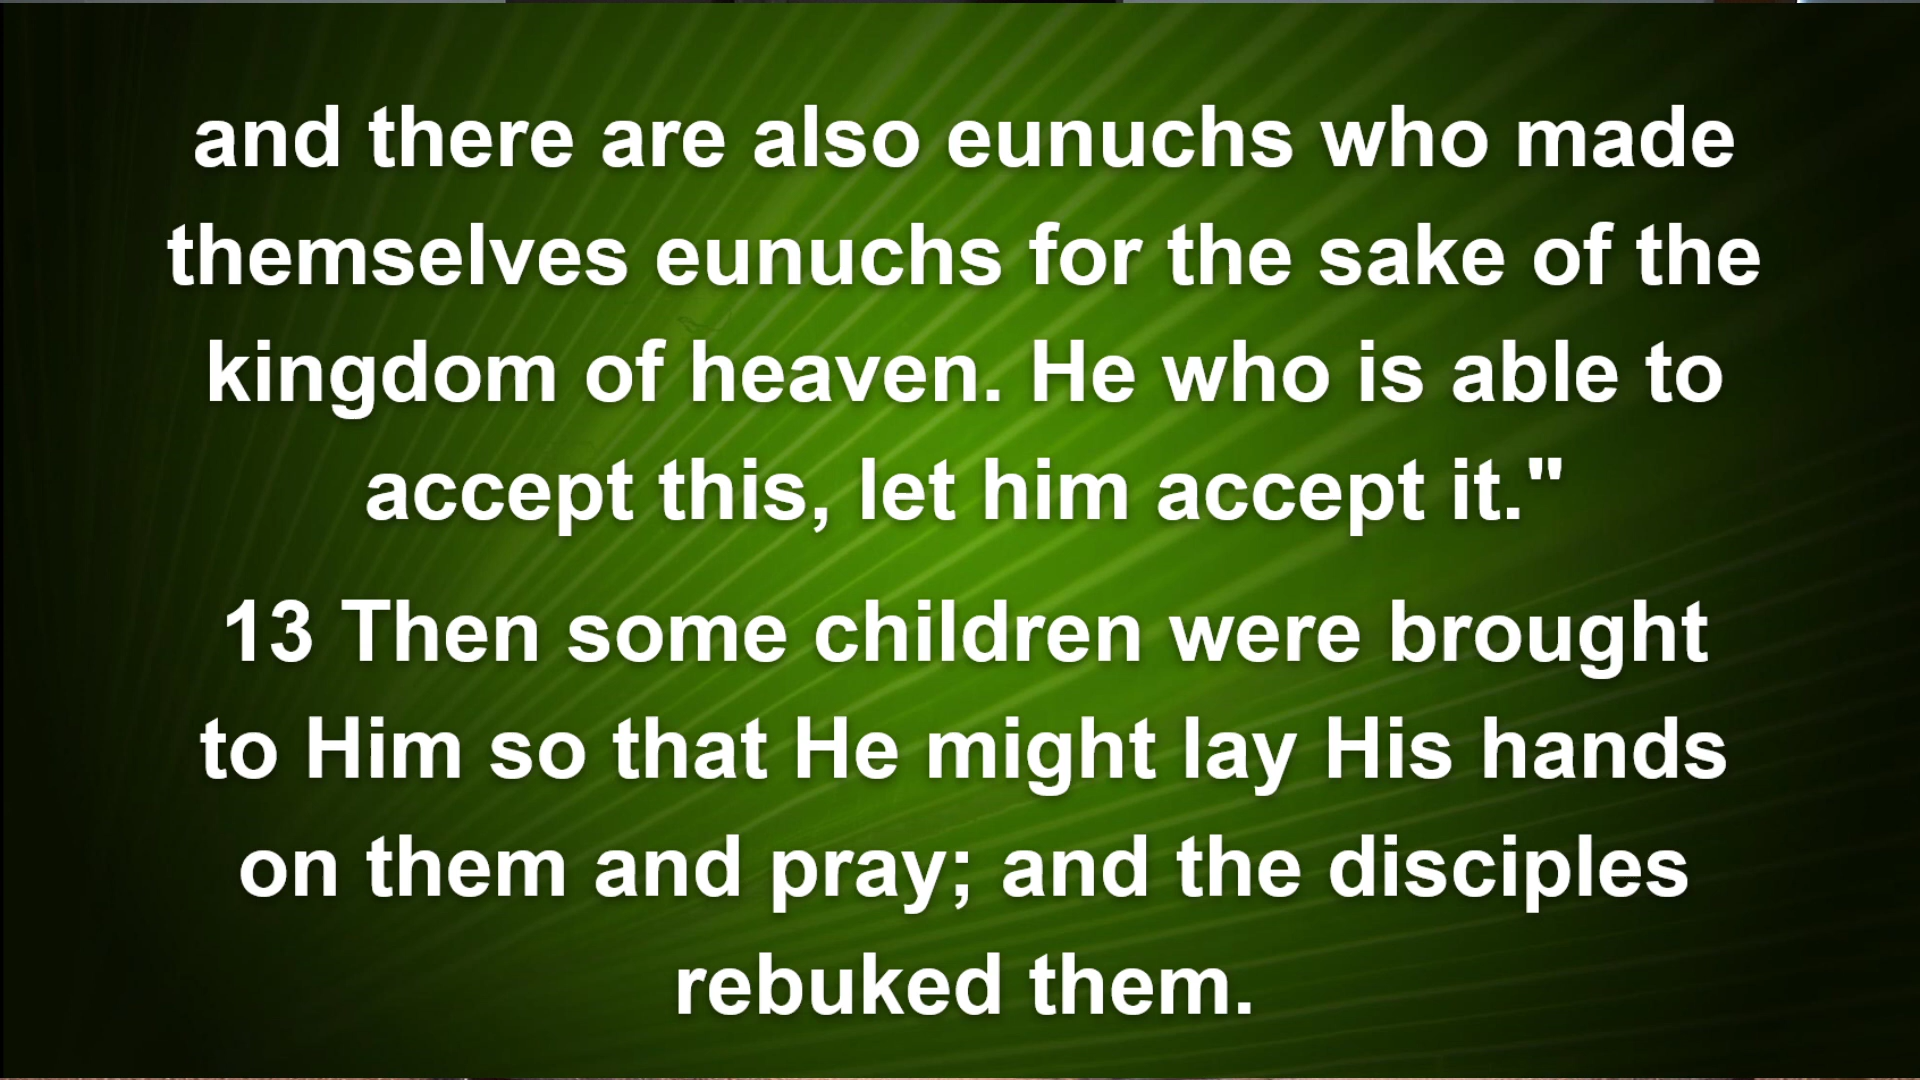 and there are also eunuchs who made
themselves eunuchs for the sake of the
kingdom of heaven. He who is able to
accept this, let him accept it."
13 Then some children were brought
to Him so that He might lay His hands
on them and pray; and the disciples
rebuked them.